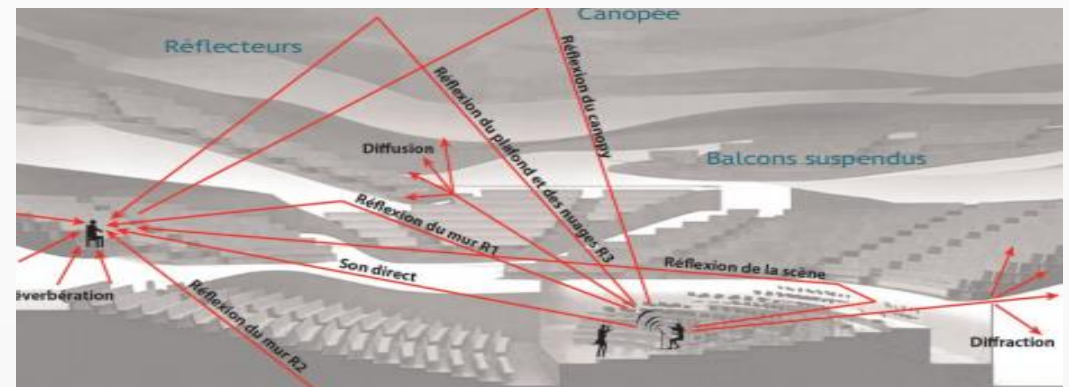 Canopée
Réflecteurs
Réflexion du canopy
Réflexion du plafond et des nuages R3
Diffusion
Balcons suspendus
Réflexion du mur R1
Réflexion de la scène
Son direct
éverbération
Réflexion du mur R2
Diffraction